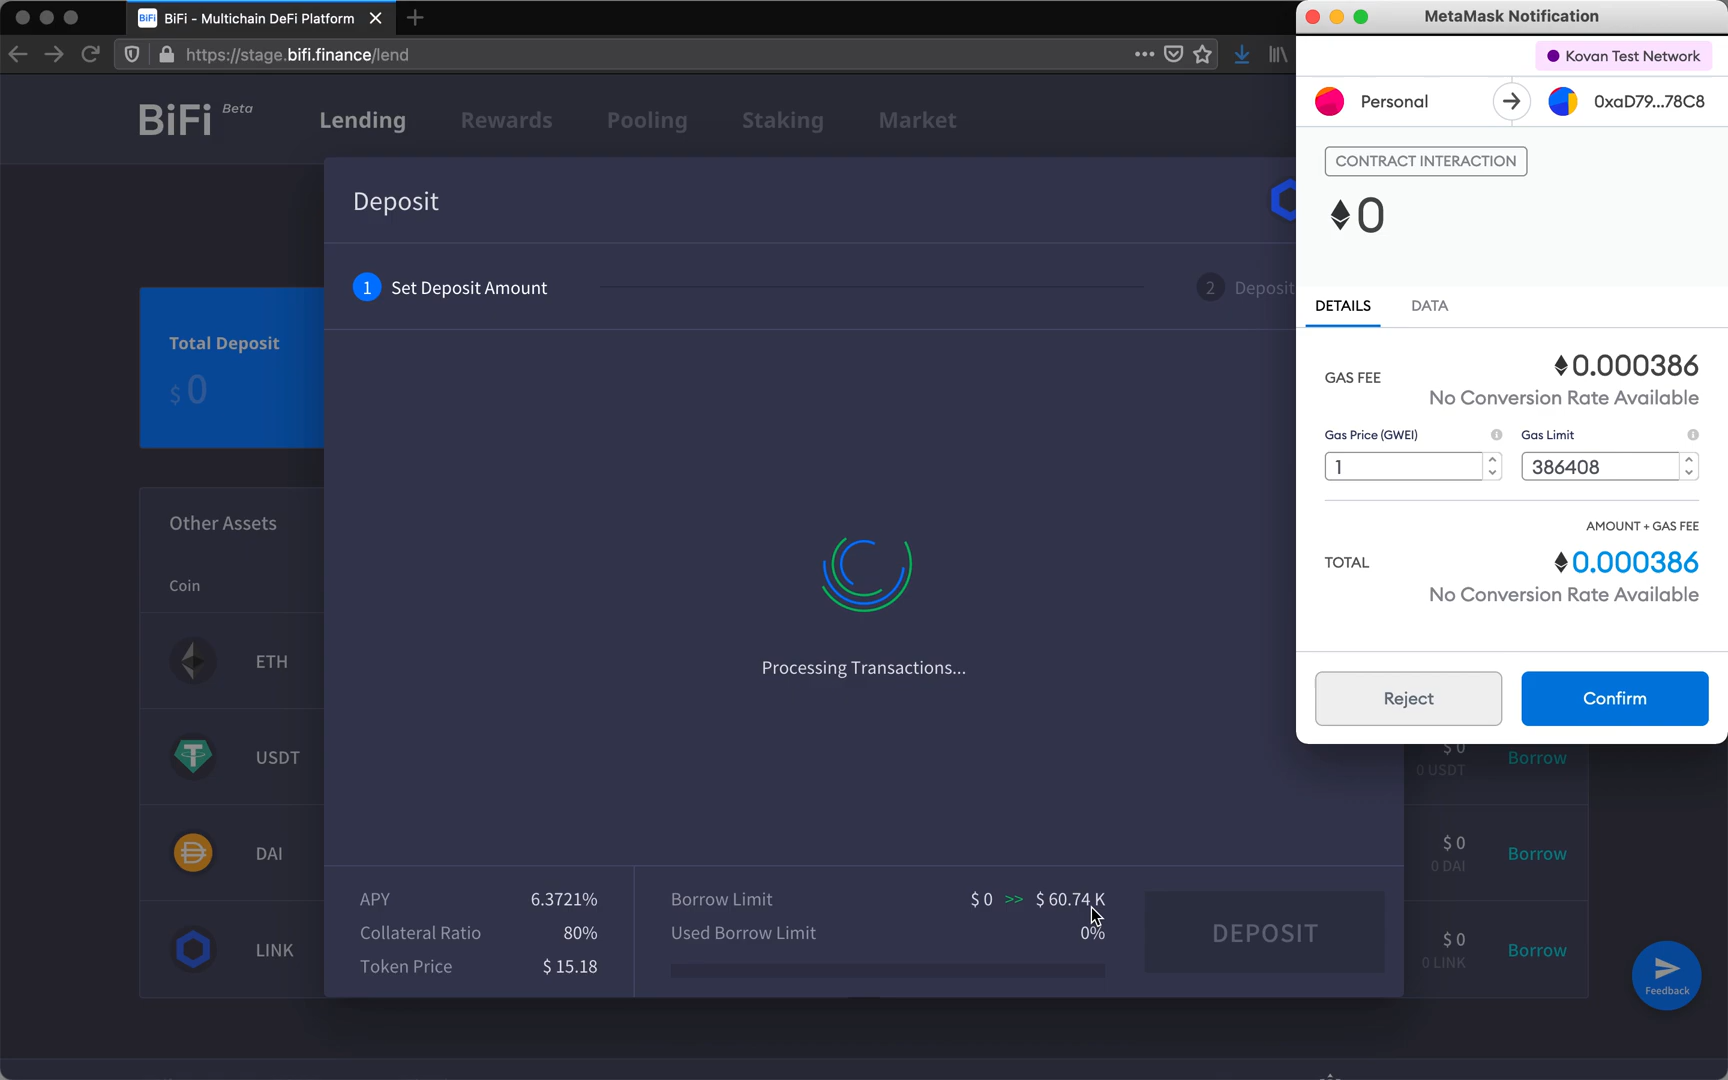 BiFi BiFi - Multichain DeFi Platform
https://stage.bifi.finance/lend
BiFi Beta
Lending
Rewards
Pooling
Staking
Market
Deposit
1 Set Deposit Amount
2 Deposit
Total Deposit
$ 0
Other Assets
Coin
ETH
USDT
DAI
LINK
Processing Transactions...
APY 6.3721%
Collateral Ratio 80%
Token Price $ 15.18
Borrow Limit $ 0 >> $ 60.74 K
Used Borrow Limit 0%
DEPOSIT
$ 0
0 USDT
Borrow
$ 0
0 DAI
Borrow
$ 0
0 LINK
Borrow
Feedback
MetaMask Notification
Kovan Test Network
Personal
0xaD79...78C8
CONTRACT INTERACTION
0
DETAILS
DATA
GAS FEE
0.000386
No Conversion Rate Available
Gas Price (GWEI)
Gas Limit
1
386408
AMOUNT + GAS FEE
TOTAL
0.000386
No Conversion Rate Available
Reject
Confirm